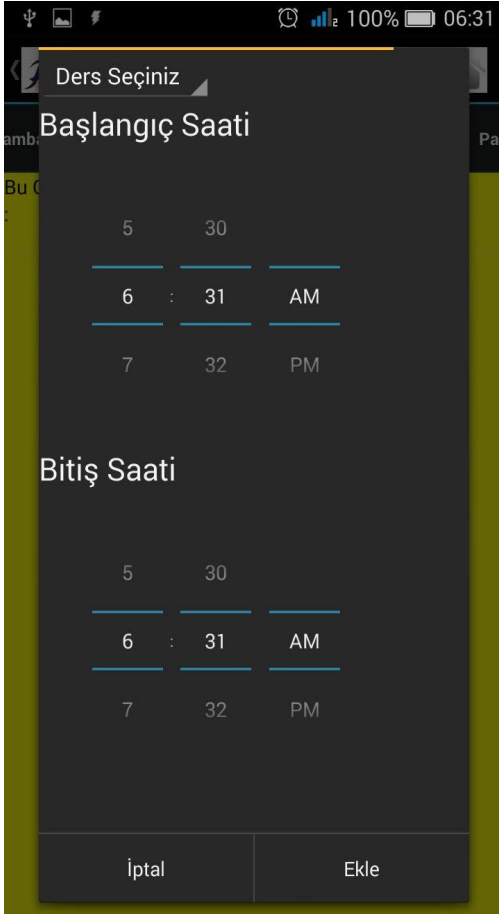 100% 06:31
Ders Seçiniz
Başlangıç Saati
Bu
:
5 30
6 : 31 AM
7 32 PM
Bitiş Saati
5 30
6 : 31 AM
7 32 PM
İptal Ekle